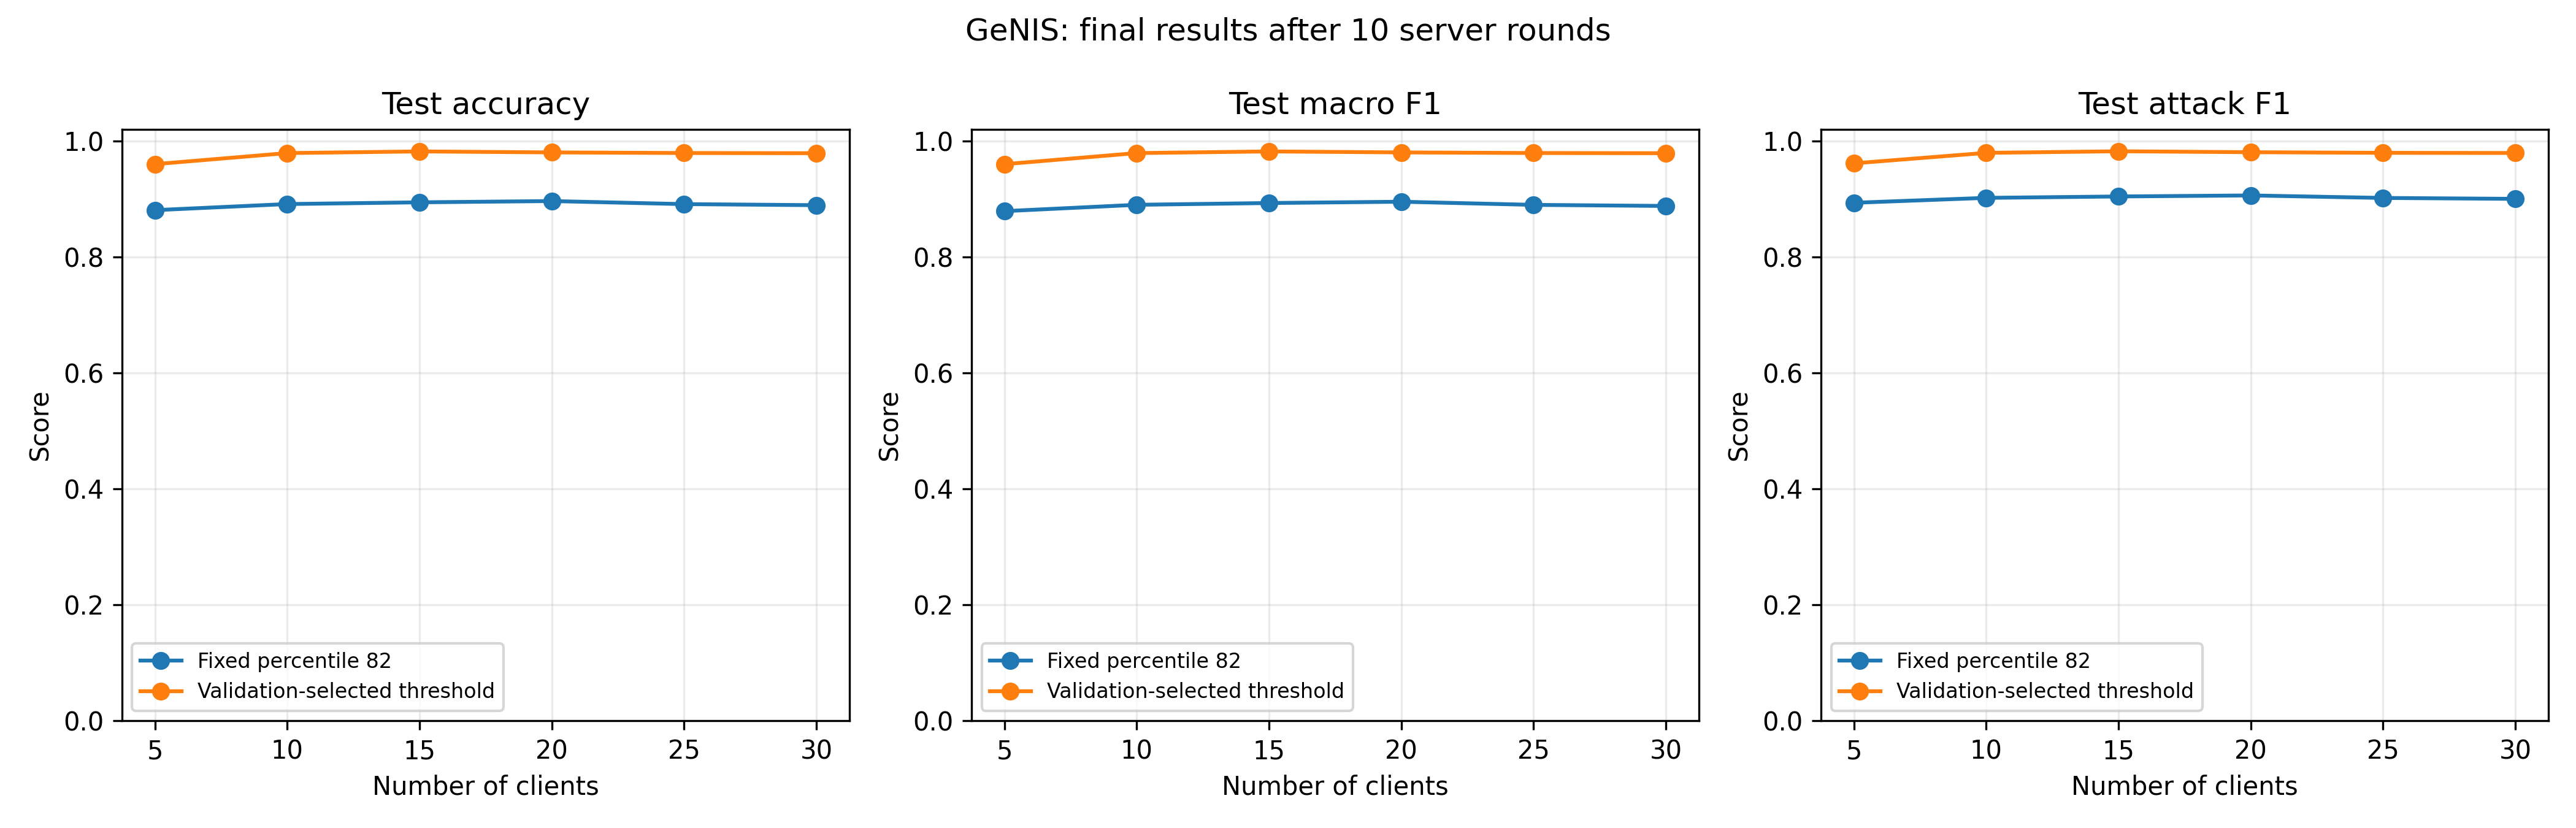 GeNIS: final results after 10 server rounds
Test accuracy
1.0
0.8
0.6
0.4
0.2
0.0
Score
Fixed percentile 82
Validation-selected threshold
5 10 15 20 25 30
Number of clients
Test macro F1
1.0
0.8
0.6
0.4
0.2
0.0
Score
Fixed percentile 82
Validation-selected threshold
5 10 15 20 25 30
Number of clients
Test attack F1
1.0
0.8
0.6
0.4
0.2
0.0
Score
Fixed percentile 82
Validation-selected threshold
5 10 15 20 25 30
Number of clients